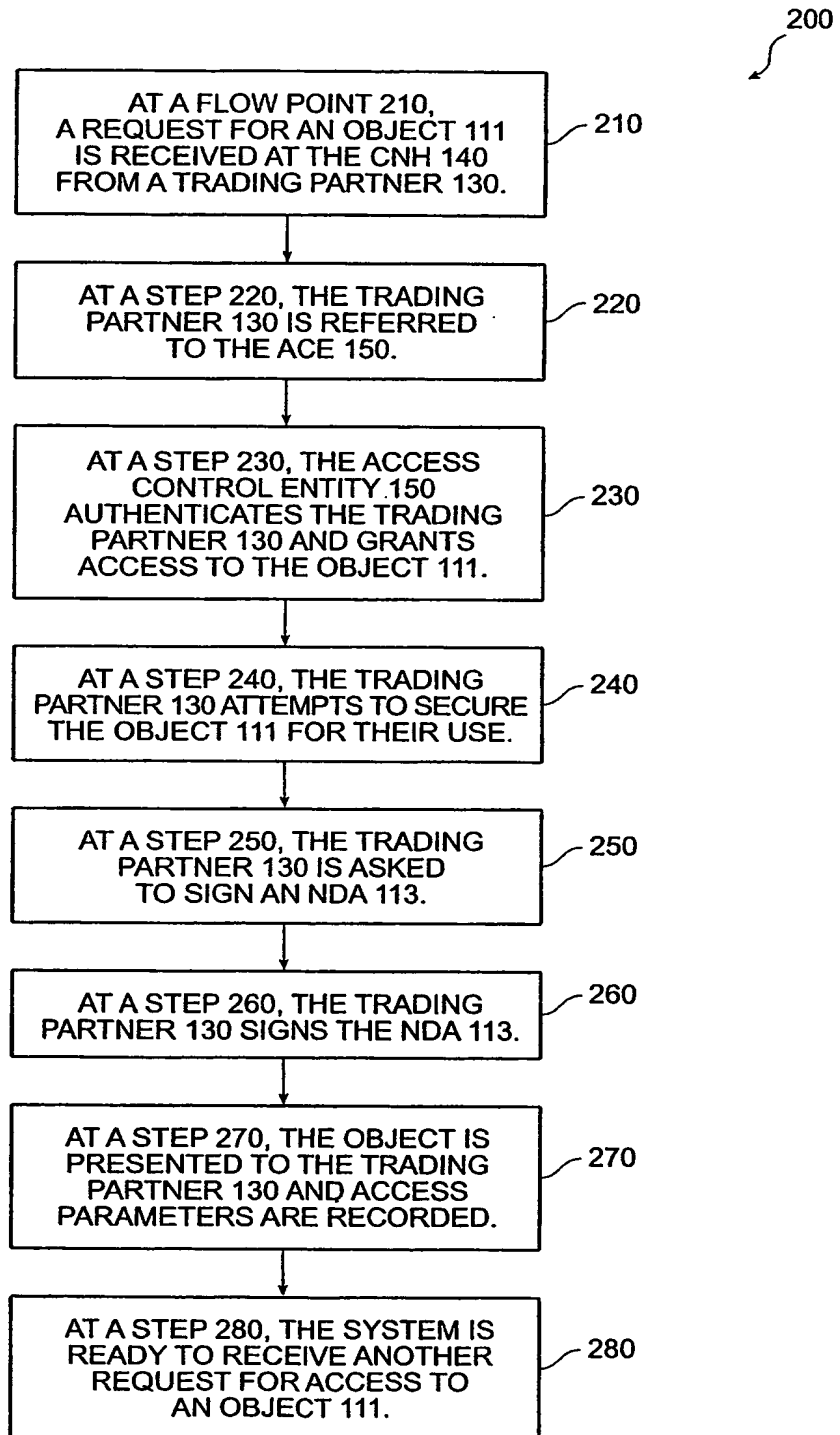 200
AT A FLOW POINT 210,
A REQUEST FOR AN OBJECT 111
IS RECEIVED AT THE CNH 140
FROM A TRADING PARTNER 130.
210
AT A STEP 220, THE TRADING
PARTNER 130 IS REFERRED
TO THE ACE 150.
220
AT A STEP 230, THE ACCESS
CONTROL ENTITY 150
AUTHENTICATES THE TRADING
PARTNER 130 AND GRANTS
ACCESS TO THE OBJECT 111.
230
AT A STEP 240, THE TRADING
PARTNER 130 ATTEMPTS TO SECURE
THE OBJECT 111 FOR THEIR USE.
240
AT A STEP 250, THE TRADING
PARTNER 130 IS ASKED
TO SIGN AN NDA 113.
250
AT A STEP 260, THE TRADING
PARTNER 130 SIGNS THE NDA 113.
260
AT A STEP 270, THE OBJECT IS
PRESENTED TO THE TRADING
PARTNER 130 AND ACCESS
PARAMETERS ARE RECORDED.
270
AT A STEP 280, THE SYSTEM IS
READY TO RECEIVE ANOTHER
REQUEST FOR ACCESS TO
AN OBJECT 111.
280